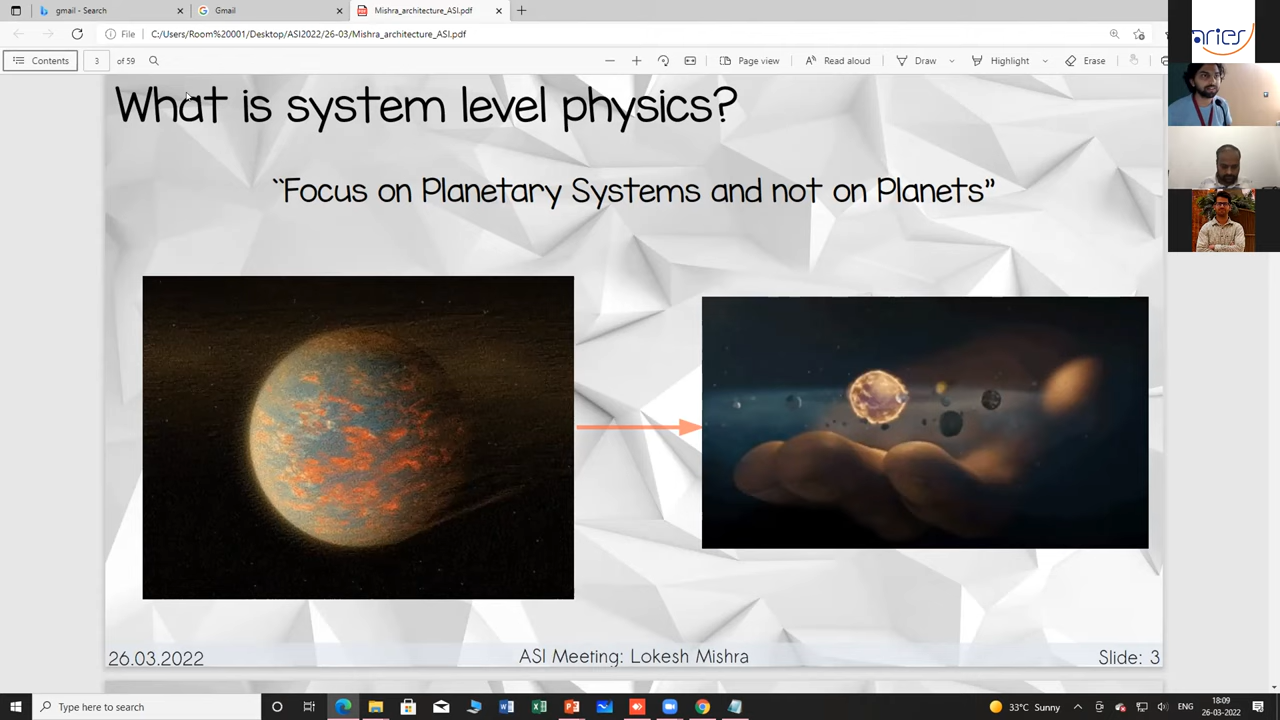 gmail - Search
Gmail
Mishra_architecture_ASI.pdf
File
C:/Users/Room%20001/Desktop/ASI2022/26-03/Mishra_architecture_ASI.pdf
Contents
3
of 59
Page view
Read aloud
Draw
Highlight
Erase
aries
What is system level physics?
``Focus on Planetary Systems and not on Planets”
26.03.2022
ASI Meeting: Lokesh Mishra
Slide: 3
Type here to search
33°C Sunny
ENG
18:09
26-03-2022